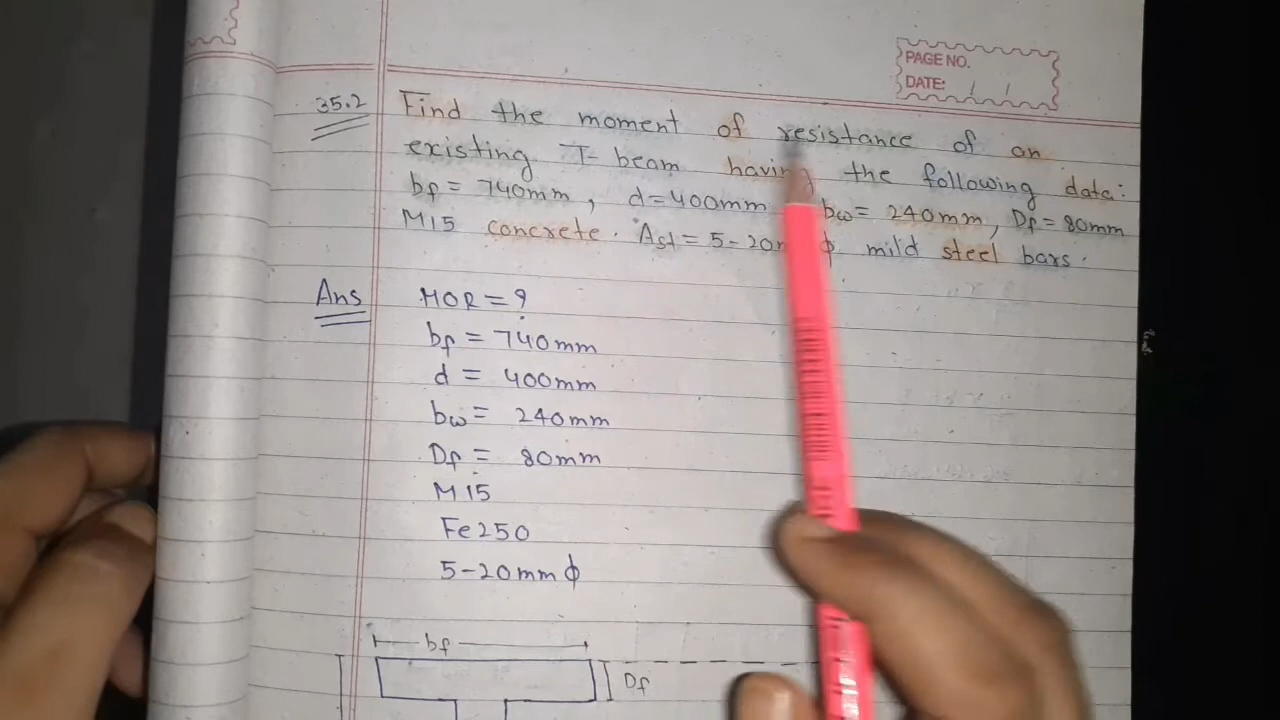 PAGE NO.
DATE: / /
35.2 Find the moment of resistance of an
existing T-beam having the following data:
bf = 740mm, d=400mm bw = 240mm, Df = 80mm
M15 concrete. Ast = 5-20m ϕ mild steel bars.
Ans MOR = ?
bf = 740mm
d = 400mm
bw = 240mm
Df = 80mm
M15
Fe250
5-20mm ϕ
bf
Df